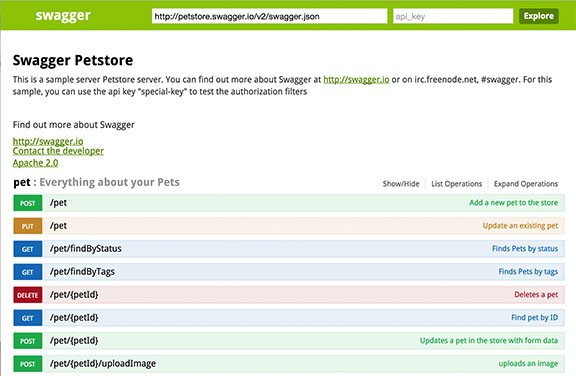 swagger http://petstore.swagger.io/v2/swagger.json api_key Explore
Swagger Petstore
This is a sample server Petstore server. You can find out more about Swagger at http://swagger.io or on irc.freenode.net, #swagger. For this
sample, you can use the api key "special-key" to test the authorization filters
Find out more about Swagger
http://swagger.io
Contact the developer
Apache 2.0
pet : Everything about your Pets Show/Hide List Operations Expand Operations
POST /pet Add a new pet to the store
PUT /pet Update an existing pet
GET /pet/findByStatus Finds Pets by status
GET /pet/findByTags Finds Pets by tags
DELETE /pet/{petId} Deletes a pet
GET /pet/{petId} Find pet by ID
POST /pet/{petId} Updates a pet in the store with form data
POST /pet/{petId}/uploadImage uploads an image